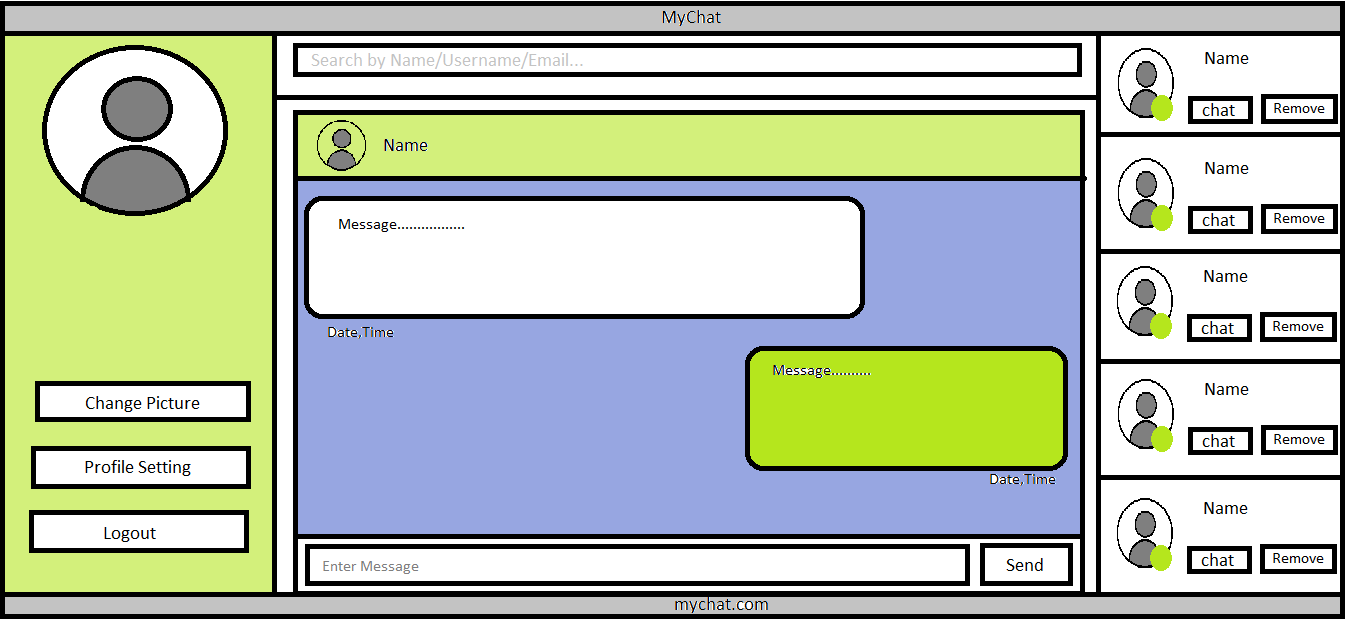 MyChat
Change Picture
Profile Setting
Logout
Search by Name/Username/Email...
Name
Message.................
Date,Time
Message..........
Date,Time
Enter Message
Send
Name
chat
Remove
Name
chat
Remove
Name
chat
Remove
Name
chat
Remove
Name
chat
Remove
mychat.com